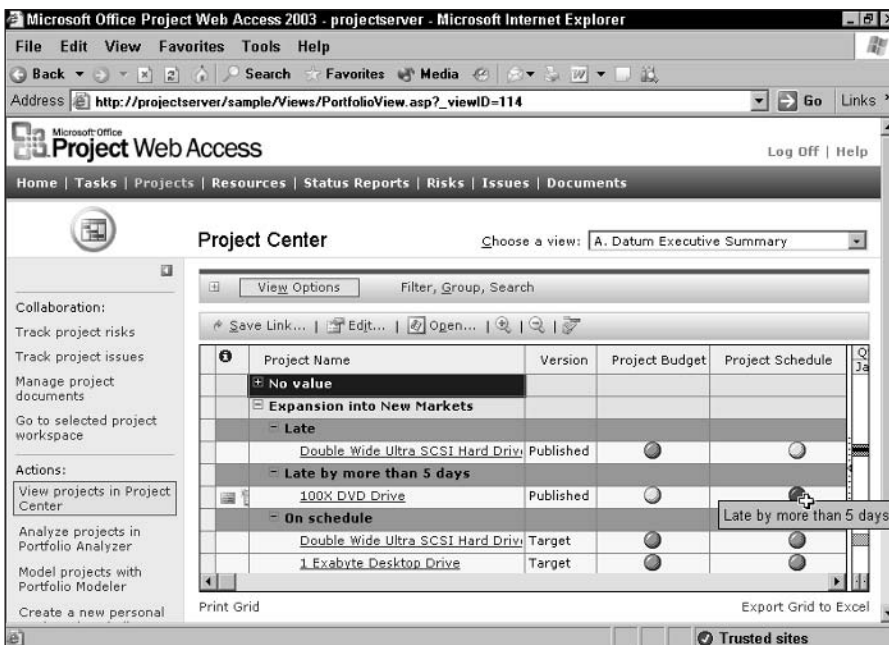 Microsoft Office Project Web Access 2003 - projectserver - Microsoft Internet Explorer
File Edit View Favorites Tools Help
Back Search Favorites Media
Address http://projectserver/sample/Views/PortfolioView.asp?_viewID=114 Go Links
Microsoft Office
Project Web Access
Log Off | Help
Home | Tasks | Projects | Resources | Status Reports | Risks | Issues | Documents
Project Center
Choose a view: A. Datum Executive Summary
View Options Filter, Group, Search
Save Link... | Edit... | Open... |
Collaboration:
Track project risks
Track project issues
Manage project
documents
Go to selected project
workspace
Actions:
View projects in Project
Center
Analyze projects in
Portfolio Analyzer
Model projects with
Portfolio Modeler
Create a new personal
Project Name Version Project Budget Project Schedule
Ja
No value
Expansion into New Markets
Late
Double Wide Ultra SCSI Hard Driv Published
Late by more than 5 days
100X DVD Drive Published
Late by more than 5 days
On schedule
Double Wide Ultra SCSI Hard Driv Target
1 Exabyte Desktop Drive Target
Print Grid Export Grid to Excel
Trusted sites